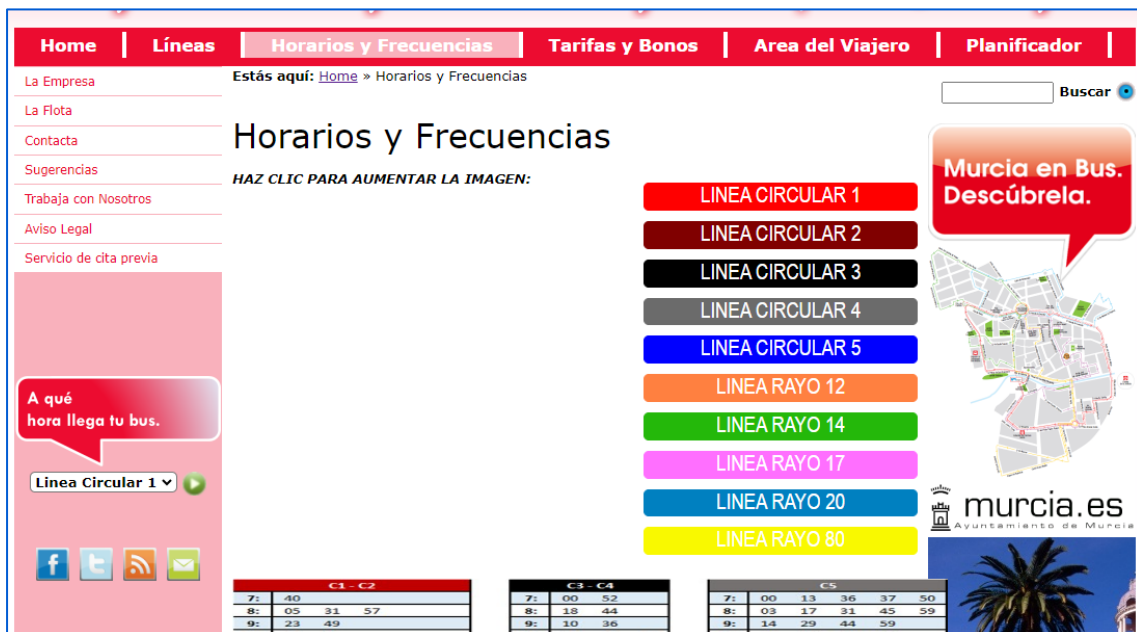 Home Líneas Horarios y Frecuencias Tarifas y Bonos Area del Viajero Planificador
La Empresa
La Flota
Contacta
Sugerencias
Trabaja con Nosotros
Aviso Legal
Servicio de cita previa
A qué
hora llega tu bus.
Linea Circular 1
Estás aquí: Home » Horarios y Frecuencias
Horarios y Frecuencias
HAZ CLIC PARA AUMENTAR LA IMAGEN:
LINEA CIRCULAR 1
LINEA CIRCULAR 2
LINEA CIRCULAR 3
LINEA CIRCULAR 4
LINEA CIRCULAR 5
LINEA RAYO 12
LINEA RAYO 14
LINEA RAYO 17
LINEA RAYO 20
LINEA RAYO 80
C1 - C2
7: 40
8: 05 31 57
9: 23 49
C3 - C4
7: 00 52
8: 18 44
9: 10 36
C5
7: 00 13 36 37 50
8: 03 17 31 45 59
9: 14 29 44 59
Buscar
Murcia en Bus.
Descúbrela.
murcia.es
Ayuntamiento de Murcia